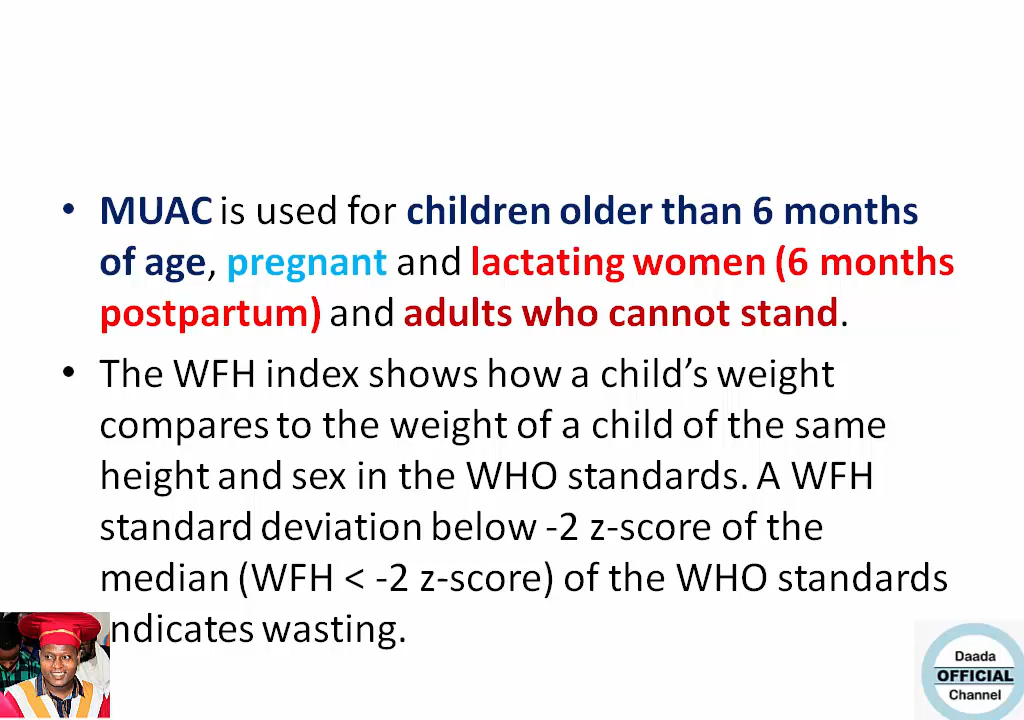 • MUAC is used for children older than 6 months
of age, pregnant and lactating women (6 months
postpartum) and adults who cannot stand.
• The WFH index shows how a child’s weight
compares to the weight of a child of the same
height and sex in the WHO standards. A WFH
standard deviation below -2 z-score of the
median (WFH < -2 z-score) of the WHO standards
ndicates wasting.
Daada
OFFICIAL
Channel